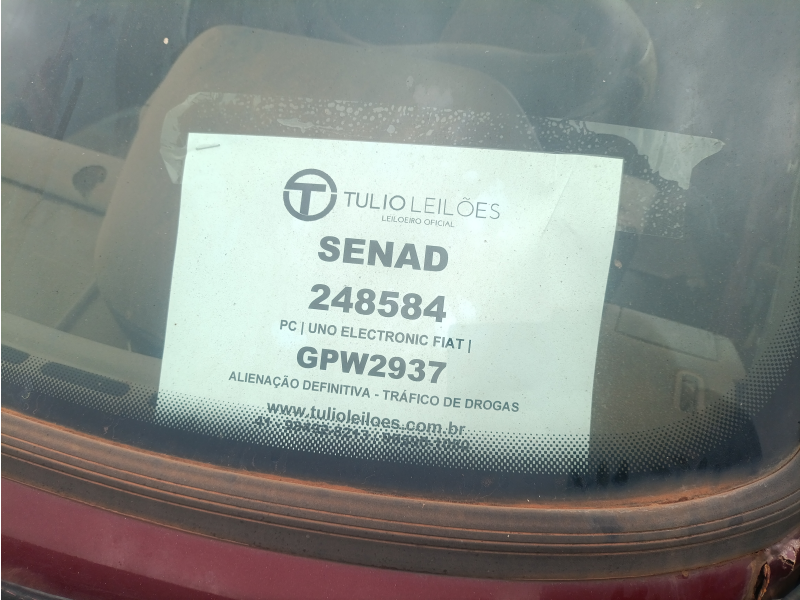 TULIO LEILÕES
LEILOEIRO OFICIAL
SENAD
248584
PC | UNO ELECTRONIC FIAT |
GPW2937
ALIENAÇÃO DEFINITIVA - TRÁFICO DE DROGAS
www.tulioleiloes.com.br